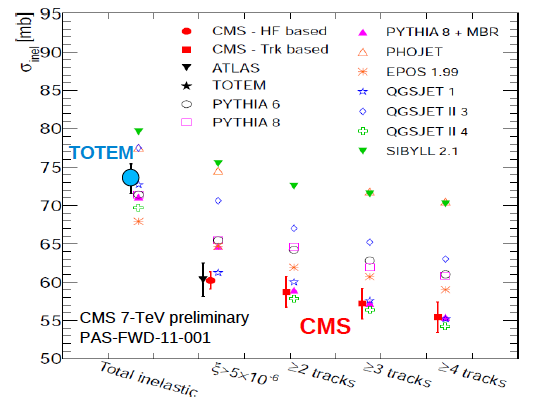 σinel [mb]
95
90
85
80
75
70
65
60
55
50
CMS - HF based
CMS - Trk based
ATLAS
TOTEM
PYTHIA 6
PYTHIA 8
PYTHIA 8 + MBR
PHOJET
EPOS 1.99
QGSJET 1
QGSJET II 3
QGSJET II 4
SIBYLL 2.1
TOTEM
CMS
CMS 7-TeV preliminary
PAS-FWD-11-001
Total inelastic
ξ>5×10⁻⁶
≥2 tracks
≥3 tracks
≥4 tracks